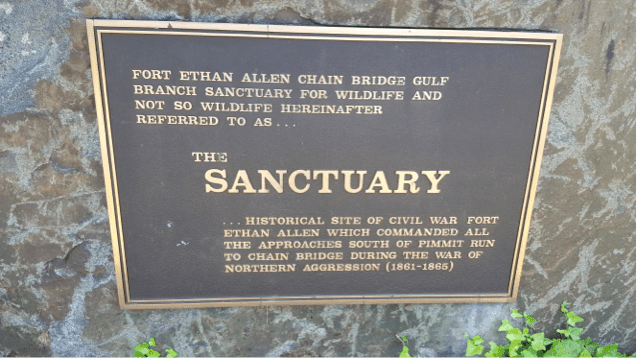 FORT ETHAN ALLEN CHAIN BRIDGE GULF
BRANCH SANCTUARY FOR WILDLIFE AND
NOT SO WILDLIFE HEREINAFTER
REFERRED TO AS...
THE
SANCTUARY
...HISTORICAL SITE OF CIVIL WAR FORT
ETHAN ALLEN WHICH COMMANDED ALL
THE APPROACHES SOUTH OF PIMMIT RUN
TO CHAIN BRIDGE DURING THE WAR OF
NORTHERN AGGRESSION (1861-1865)